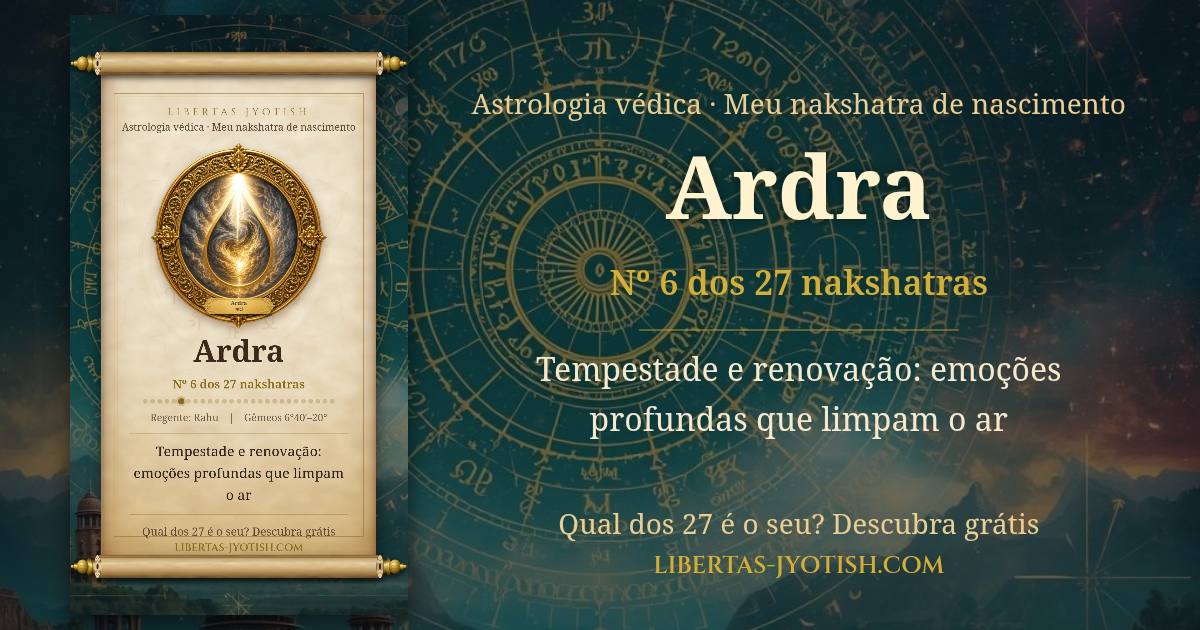 LIBERTAS JYOTISH
Astrologia védica · Meu nakshatra de nascimento
Ardra
Ardra
Nº 6 dos 27 nakshatras
Regente: Rahu | Gêmeos 6°40'–20°
Tempestade e renovação:
emoções profundas que limpam
o ar
Qual dos 27 é o seu? Descubra grátis
LIBERTAS-JYOTISH.COM
Astrologia védica · Meu nakshatra de nascimento
Ardra
Nº 6 dos 27 nakshatras
Tempestade e renovação: emoções
profundas que limpam o ar
Qual dos 27 é o seu? Descubra grátis
LIBERTAS-JYOTISH.COM